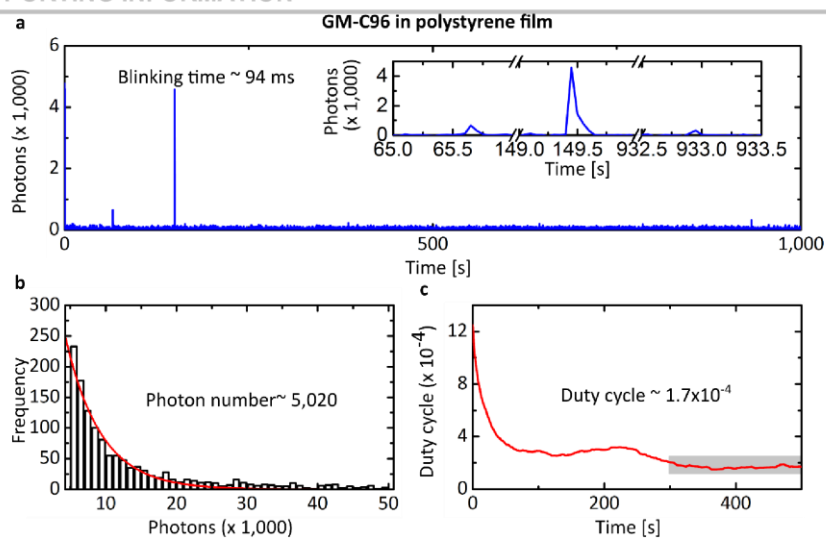 GM-C96 in polystyrene film
a
6
4
2
0
Photons (x 1,000)
Blinking time ~ 94 ms
Photons
(x 1,000)
4
2
0
65.0 65.5 149.0 149.5 932.5 933.0 933.5
Time [s]
0 500 1,000
Time [s]
b
300
250
200
150
100
50
0
Frequency
Photon number~ 5,020
10 20 30 40 50
Photons (x 1,000)
c
12
8
4
0
Duty cycle (x 10-4)
Duty cycle ~ 1.7x10-4
0 200 400
Time [s]